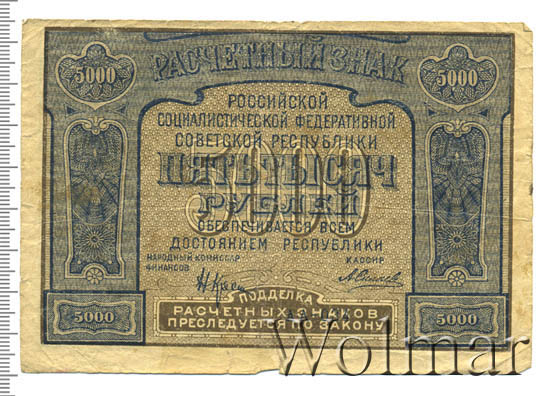 РАСЧЕТНЫЙ ЗНАК
5000 5000
РОССИЙСКОЙ
СОЦИАЛИСТИЧЕСКОЙ ФЕДЕРАТИВНОЙ
СОВЕТСКОЙ РЕСПУБЛИКИ
5000
ПЯТЬ ТЫСЯЧ
РУБЛЕЙ
ОБЕСПЕЧИВАЕТСЯ ВСЕМ
ДОСТОЯНИЕМ РЕСПУБЛИКИ
НАРОДНЫЙ КОМИССАР
ФИНАНСОВ
КАССИР
5000 5000
ПОДДЕЛКА
РАСЧЕТНЫХ ЗНАКОВ
ПРЕСЛЕДУЕТСЯ ПО ЗАКОНУ
Wolmar